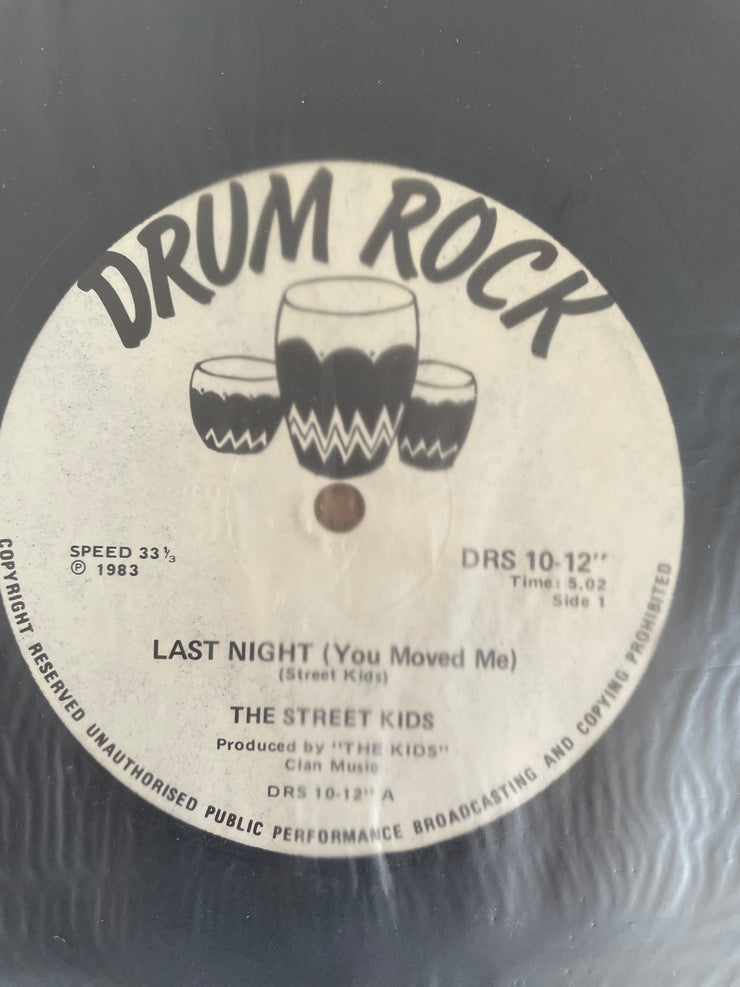 DRUM ROCK
SPEED 33⅓
Ⓟ 1983
DRS 10-12"
Time: 5.02
Side 1
LAST NIGHT (You Moved Me)
(Street Kids)
THE STREET KIDS
Produced by "THE KIDS"
Clan Music
DRS 10-12" A
COPYRIGHT RESERVED UNAUTHORISED PUBLIC PERFORMANCE BROADCASTING AND COPYING PROHIBITED